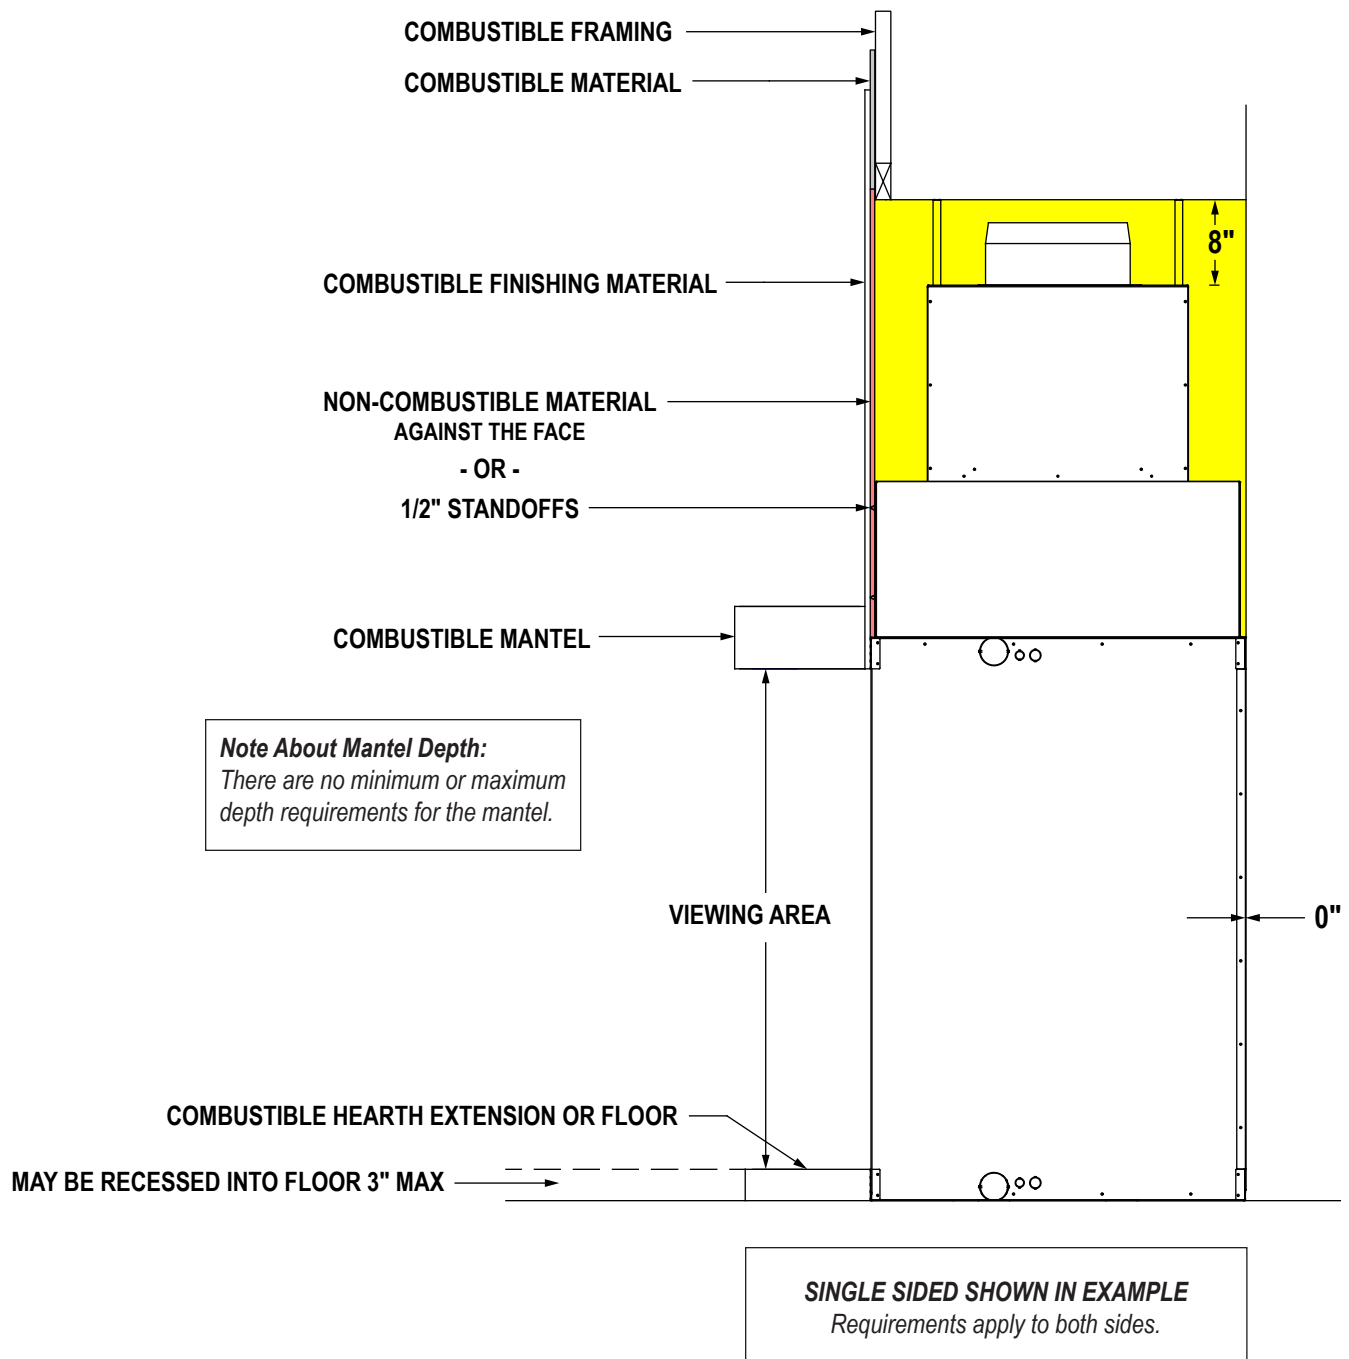 COMBUSTIBLE FRAMING
COMBUSTIBLE MATERIAL
8"
COMBUSTIBLE FINISHING MATERIAL
NON-COMBUSTIBLE MATERIAL
AGAINST THE FACE
- OR -
1/2" STANDOFFS
COMBUSTIBLE MANTEL
Note About Mantel Depth:
There are no minimum or maximum
depth requirements for the mantel.
VIEWING AREA
0"
COMBUSTIBLE HEARTH EXTENSION OR FLOOR
MAY BE RECESSED INTO FLOOR 3" MAX
SINGLE SIDED SHOWN IN EXAMPLE
Requirements apply to both sides.